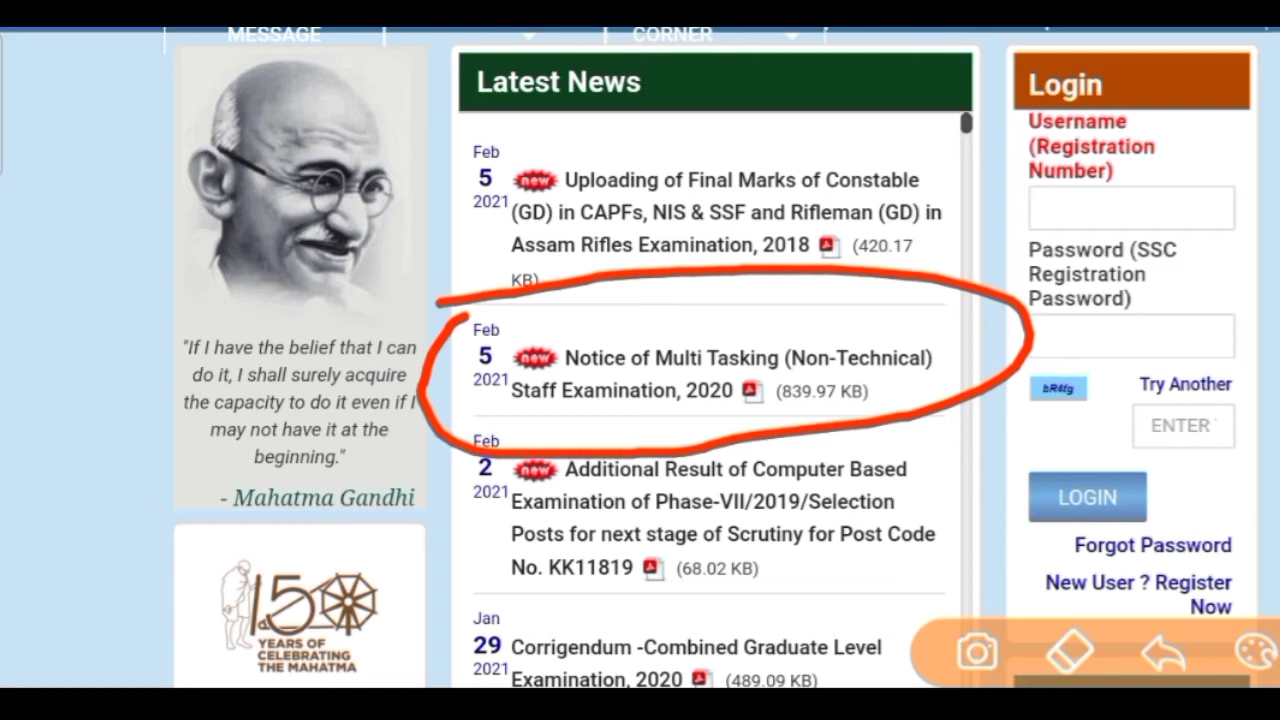 MESSAGE
CORNER
"If I have the belief that I can
do it, I shall surely acquire
the capacity to do it even if I
may not have it at the
beginning."
- Mahatma Gandhi
150
YEARS OF
CELEBRATING
THE MAHATMA
Latest News
Feb
5
2021
new Uploading of Final Marks of Constable
(GD) in CAPFs, NIS & SSF and Rifleman (GD) in
Assam Rifles Examination, 2018 (420.17
KB)
Feb
5
2021
new Notice of Multi Tasking (Non-Technical)
Staff Examination, 2020 (839.97 KB)
Feb
2
2021
new Additional Result of Computer Based
Examination of Phase-VII/2019/Selection
Posts for next stage of Scrutiny for Post Code
No. KK11819 (68.02 KB)
Jan
29
2021
Corrigendum -Combined Graduate Level
Examination, 2020 (489.09 KB)
Login
Username
(Registration
Number)
Password (SSC
Registration
Password)
bR4fg
Try Another
ENTER
LOGIN
Forgot Password
New User ? Register
Now